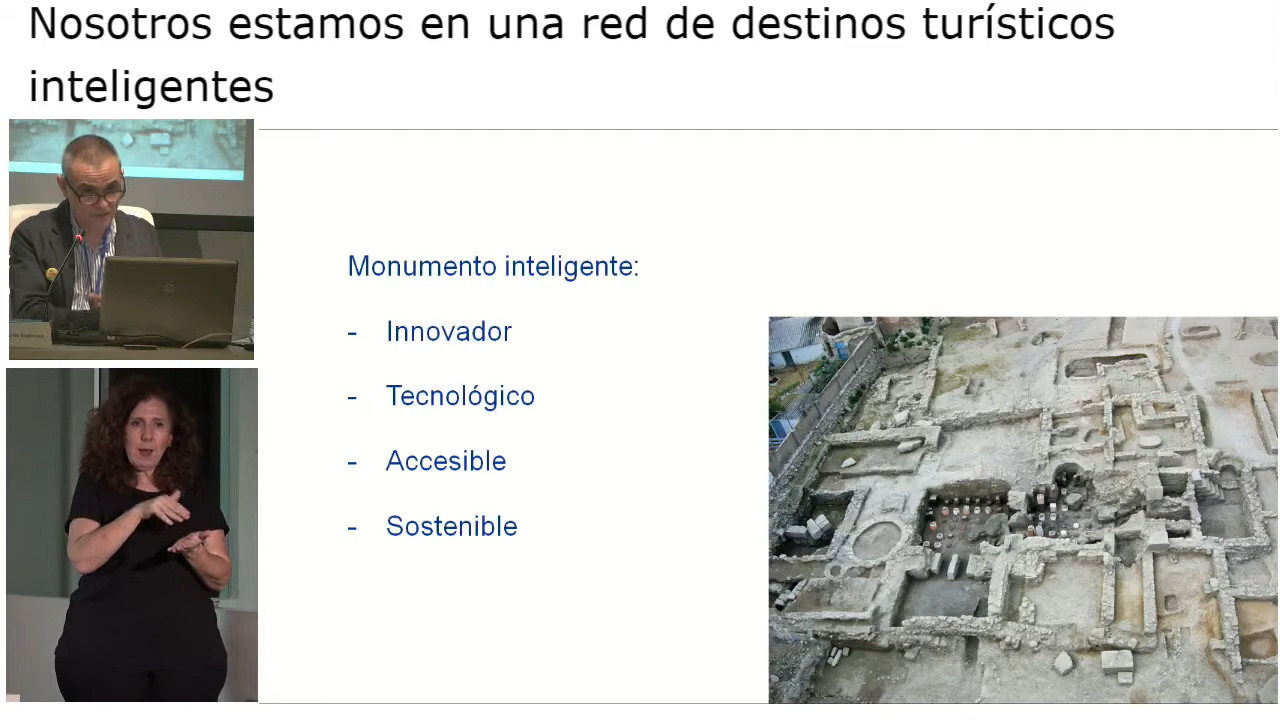 Nosotros estamos en una red de destinos turísticos
inteligentes
Monumento inteligente:
- Innovador
- Tecnológico
- Accesible
- Sostenible